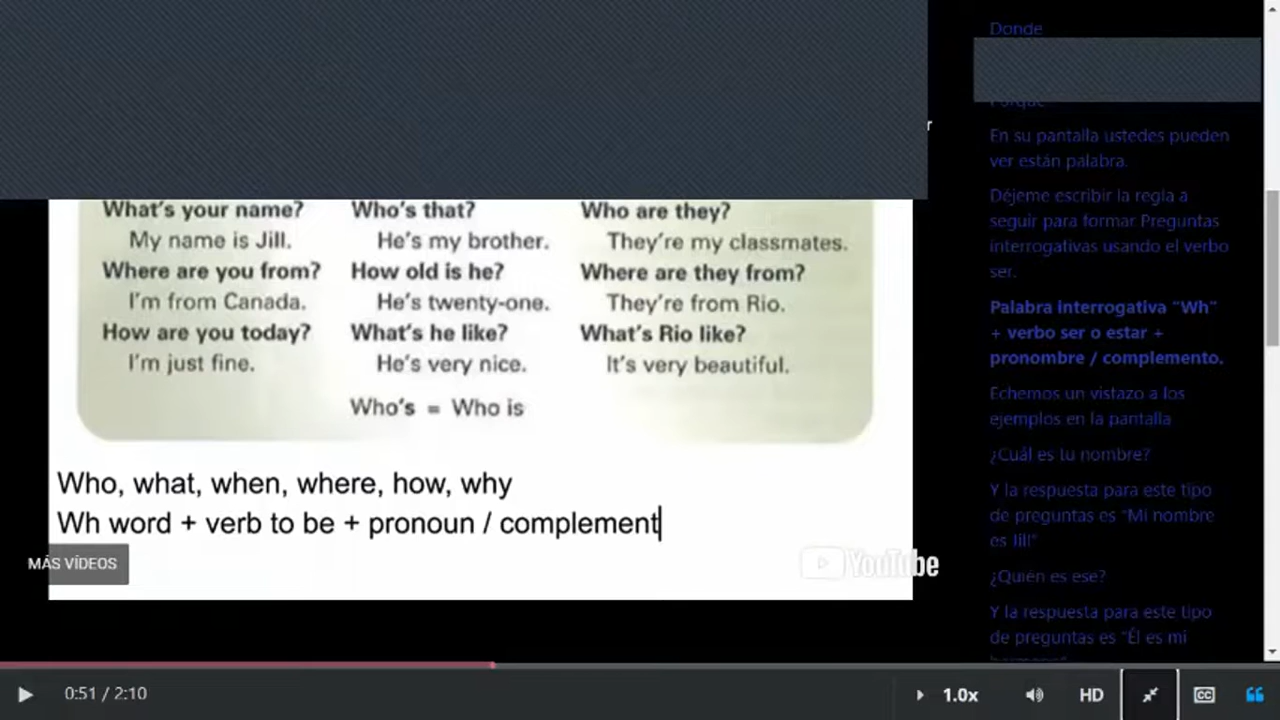 What's your name? Who's that? Who are they?
My name is Jill. He's my brother. They're my classmates.
Where are you from? How old is he? Where are they from?
I'm from Canada. He's twenty-one. They're from Rio.
How are you today? What's he like? What's Rio like?
I'm just fine. He's very nice. It's very beautiful.
Who's = Who is
Who, what, when, where, how, why
Wh word + verb to be + pronoun / complement
MÁS VÍDEOS
YouTube
Donde
En su pantalla ustedes pueden
ver están palabra.
Déjeme escribir la regla a
seguir para formar Preguntas
interrogativas usando el verbo
ser.
Palabra interrogativa "Wh"
+ verbo ser o estar +
pronombre / complemento.
Echemos un vistazo a los
ejemplos en la pantalla
¿Cuál es tu nombre?
Y la respuesta para este tipo
de preguntas es "Mi nombre
es Jill"
¿Quién es ese?
Y la respuesta para este tipo
de preguntas es "Él es mi
0:51 / 2:10
1.0x
HD
CC